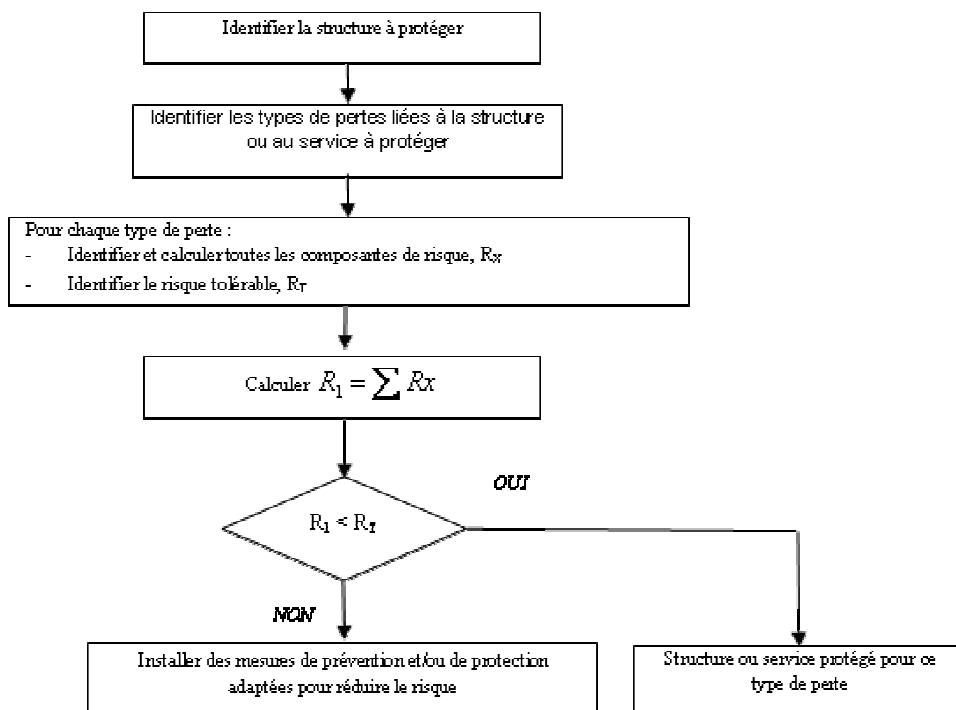 Identifier la structure à protéger
Identifier les types de pertes liées à la structure
ou au service à protéger
Pour chaque type de perte :
- Identifier et calculer toutes les composantes de risque, RX
- Identifier le risque tolérable, RT
Calculer R1 = ∑ Rx
OUI
R1 < RT
NON
Installer des mesures de prévention et/ou de protection
adaptées pour réduire le risque
Structure ou service protégé pour ce
type de perte